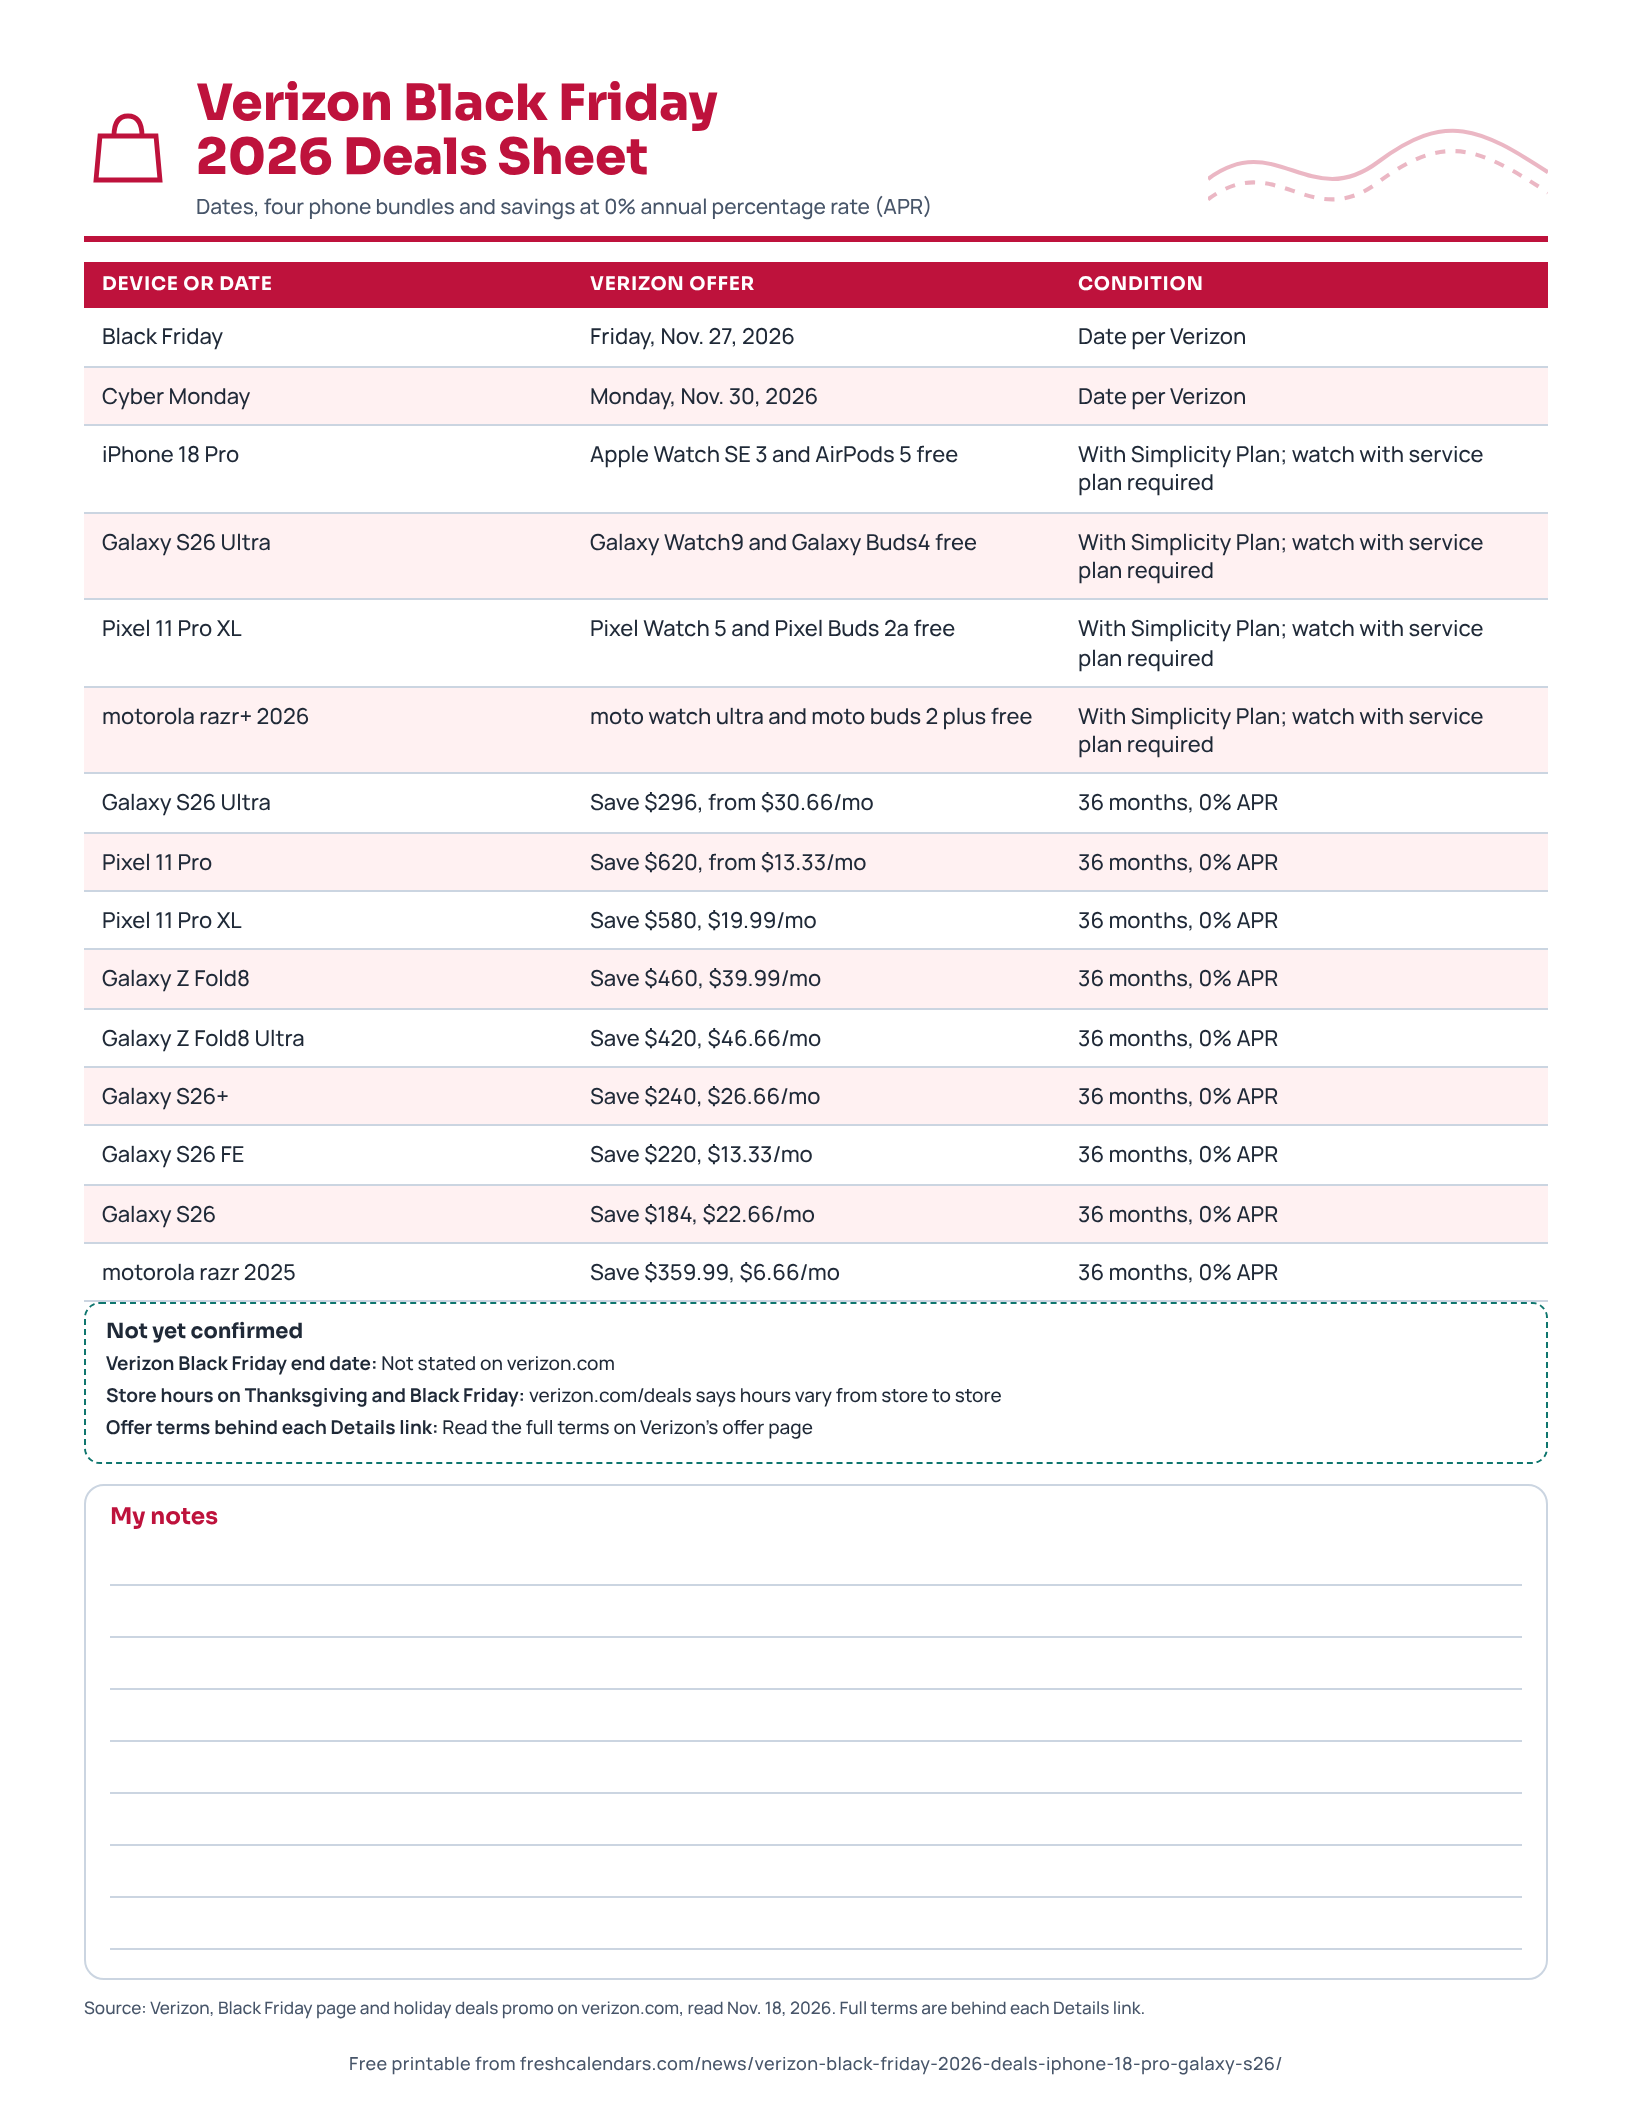 Verizon Black Friday
2026 Deals Sheet
Dates, four phone bundles and savings at 0% annual percentage rate (APR)
DEVICE OR DATE VERIZON OFFER CONDITION
Black Friday Friday, Nov. 27, 2026 Date per Verizon
Cyber Monday Monday, Nov. 30, 2026 Date per Verizon
iPhone 18 Pro Apple Watch SE 3 and AirPods 5 free With Simplicity Plan; watch with service
plan required
Galaxy S26 Ultra Galaxy Watch9 and Galaxy Buds4 free With Simplicity Plan; watch with service
plan required
Pixel 11 Pro XL Pixel Watch 5 and Pixel Buds 2a free With Simplicity Plan; watch with service
plan required
motorola razr+ 2026 moto watch ultra and moto buds 2 plus free With Simplicity Plan; watch with service
plan required
Galaxy S26 Ultra Save $296, from $30.66/mo 36 months, 0% APR
Pixel 11 Pro Save $620, from $13.33/mo 36 months, 0% APR
Pixel 11 Pro XL Save $580, $19.99/mo 36 months, 0% APR
Galaxy Z Fold8 Save $460, $39.99/mo 36 months, 0% APR
Galaxy Z Fold8 Ultra Save $420, $46.66/mo 36 months, 0% APR
Galaxy S26+ Save $240, $26.66/mo 36 months, 0% APR
Galaxy S26 FE Save $220, $13.33/mo 36 months, 0% APR
Galaxy S26 Save $184, $22.66/mo 36 months, 0% APR
motorola razr 2025 Save $359.99, $6.66/mo 36 months, 0% APR
Not yet confirmed
Verizon Black Friday end date: Not stated on verizon.com
Store hours on Thanksgiving and Black Friday: verizon.com/deals says hours vary from store to store
Offer terms behind each Details link: Read the full terms on Verizon's offer page
My notes
Source: Verizon, Black Friday page and holiday deals promo on verizon.com, read Nov. 18, 2026. Full terms are behind each Details link.
Free printable from freshcalendars.com/news/verizon-black-friday-2026-deals-iphone-18-pro-galaxy-s26/